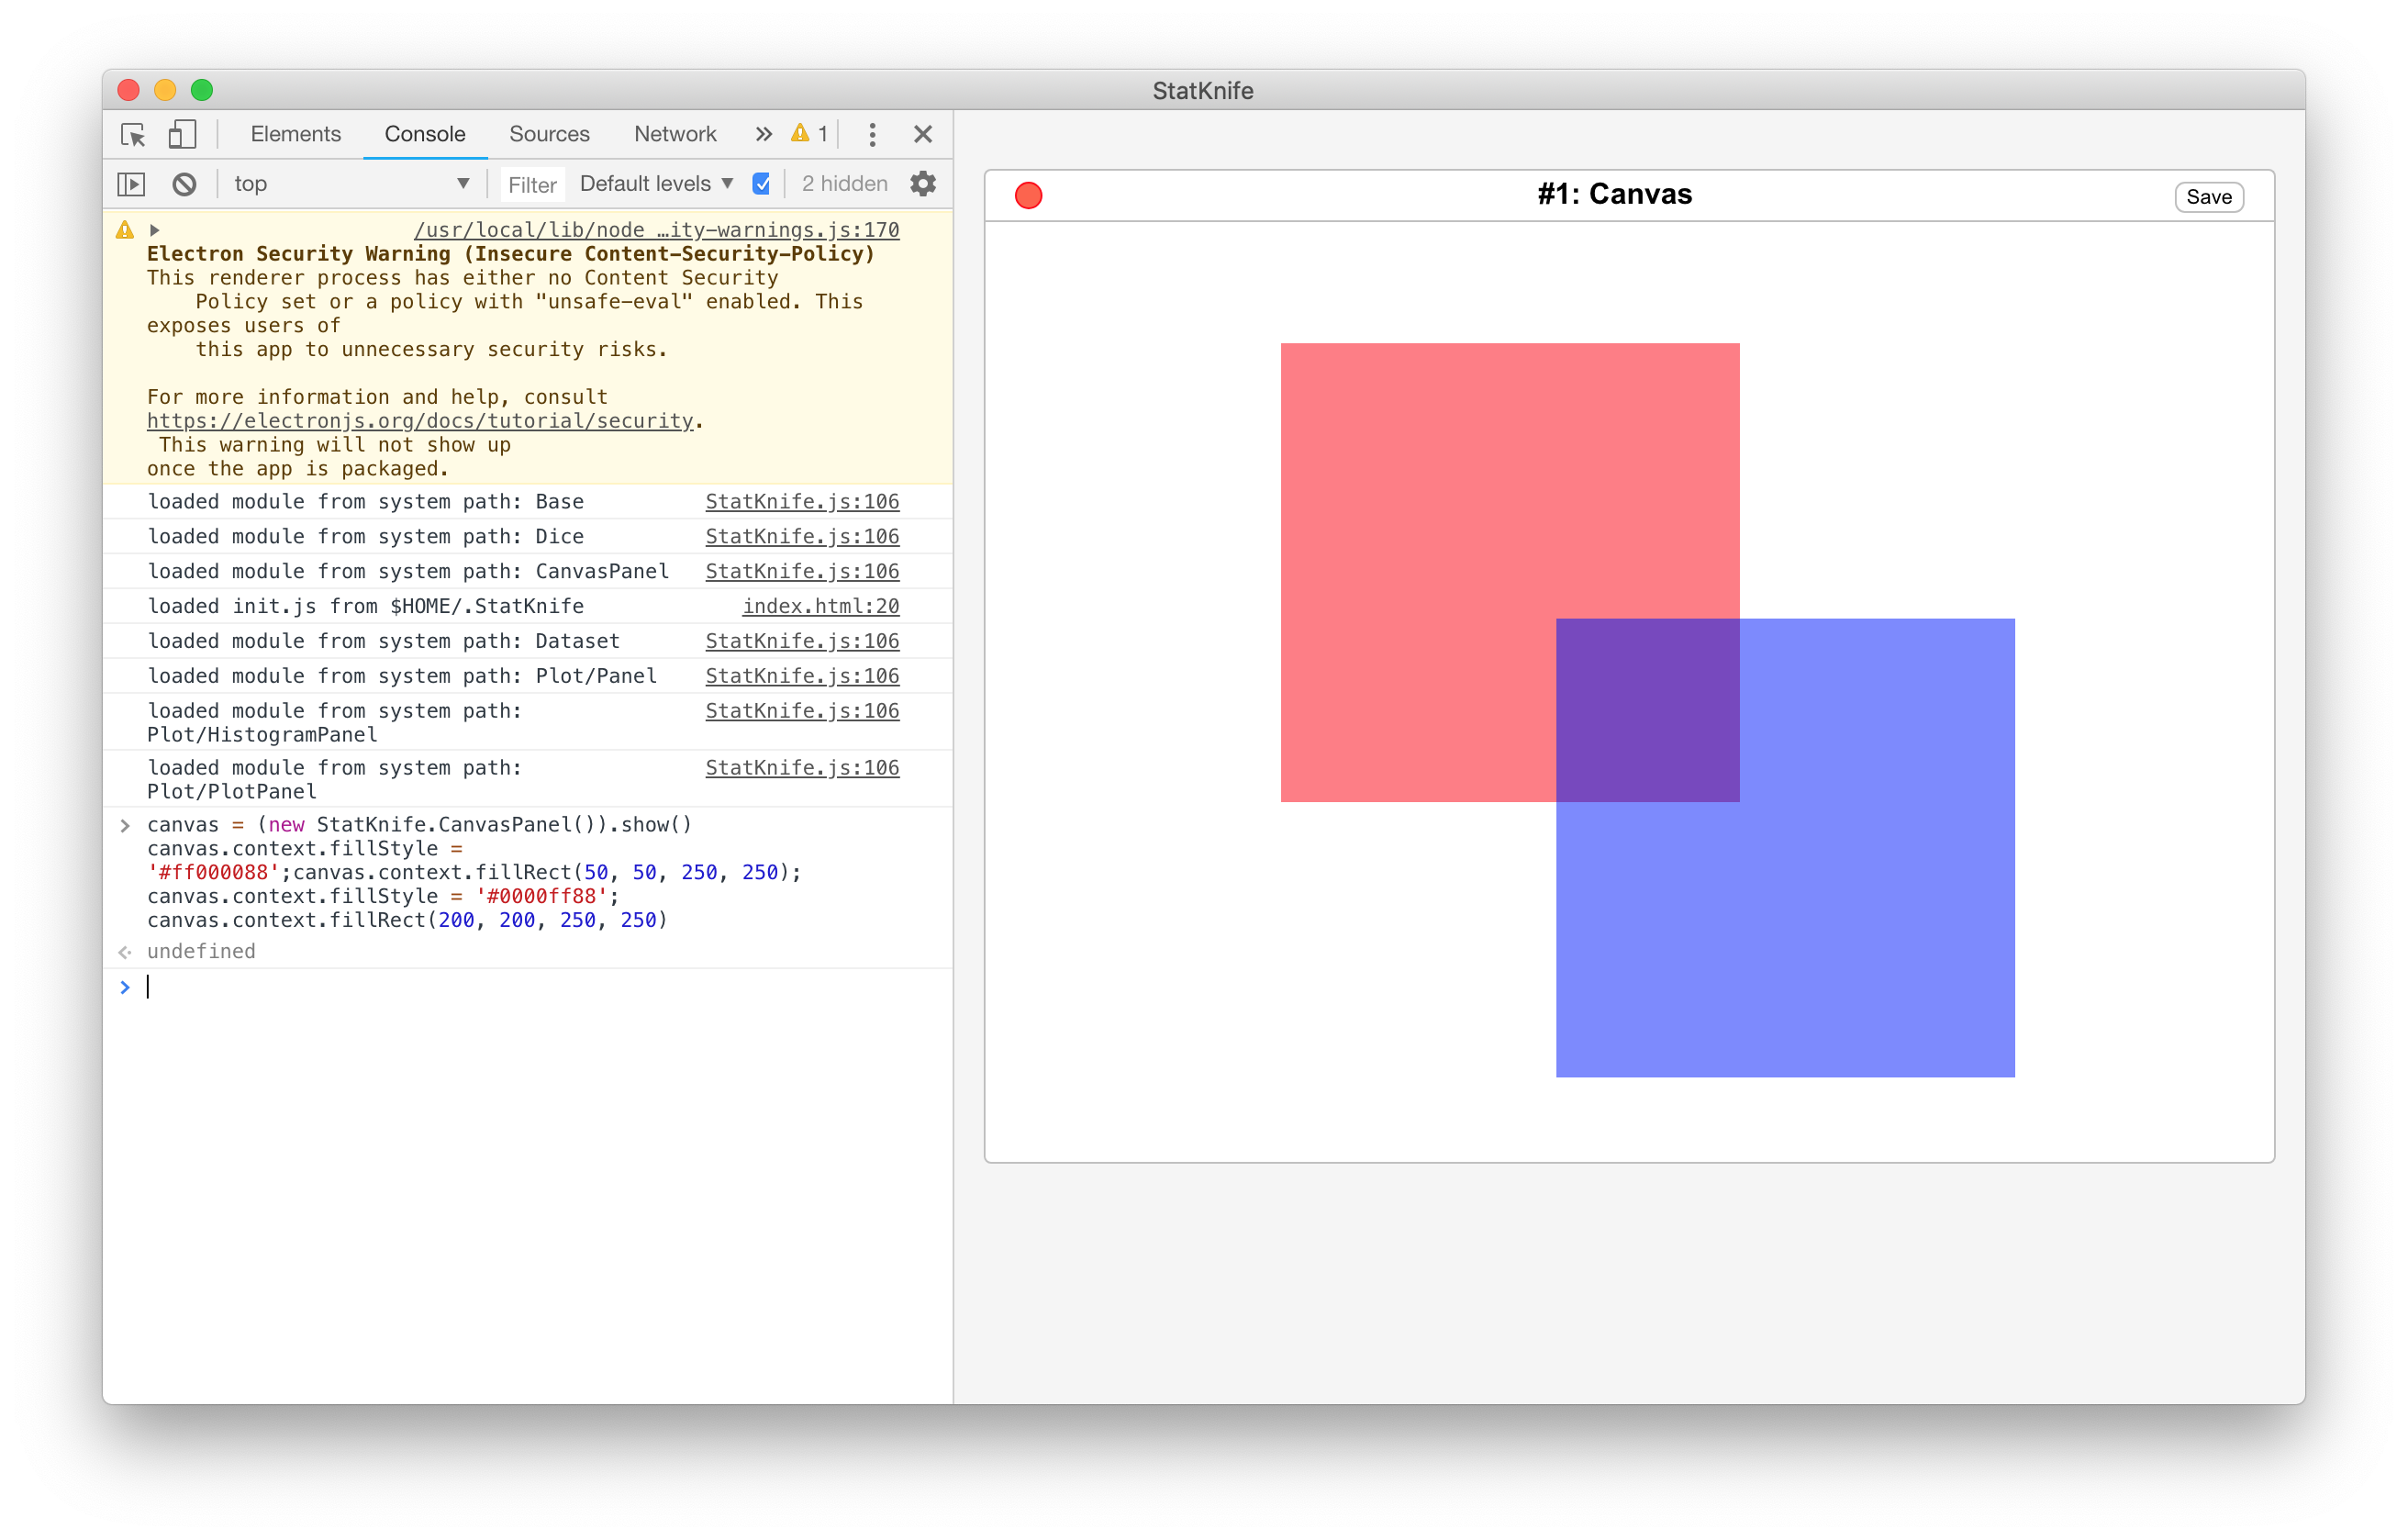 StatKnife
Elements Console Sources Network » 1
top Filter Default levels 2 hidden
/usr/local/lib/node …ity-warnings.js:170
Electron Security Warning (Insecure Content-Security-Policy)
This renderer process has either no Content Security
Policy set or a policy with "unsafe-eval" enabled. This
exposes users of
this app to unnecessary security risks.
For more information and help, consult
https://electronjs.org/docs/tutorial/security.
This warning will not show up
once the app is packaged.
loaded module from system path: Base StatKnife.js:106
loaded module from system path: Dice StatKnife.js:106
loaded module from system path: CanvasPanel StatKnife.js:106
loaded init.js from $HOME/.StatKnife index.html:20
loaded module from system path: Dataset StatKnife.js:106
loaded module from system path: Plot/Panel StatKnife.js:106
loaded module from system path: StatKnife.js:106
Plot/HistogramPanel
loaded module from system path: StatKnife.js:106
Plot/PlotPanel
> canvas = (new StatKnife.CanvasPanel()).show()
canvas.context.fillStyle =
'#ff000088';canvas.context.fillRect(50, 50, 250, 250);
canvas.context.fillStyle = '#0000ff88';
canvas.context.fillRect(200, 200, 250, 250)
undefined
>
#1: Canvas
Save